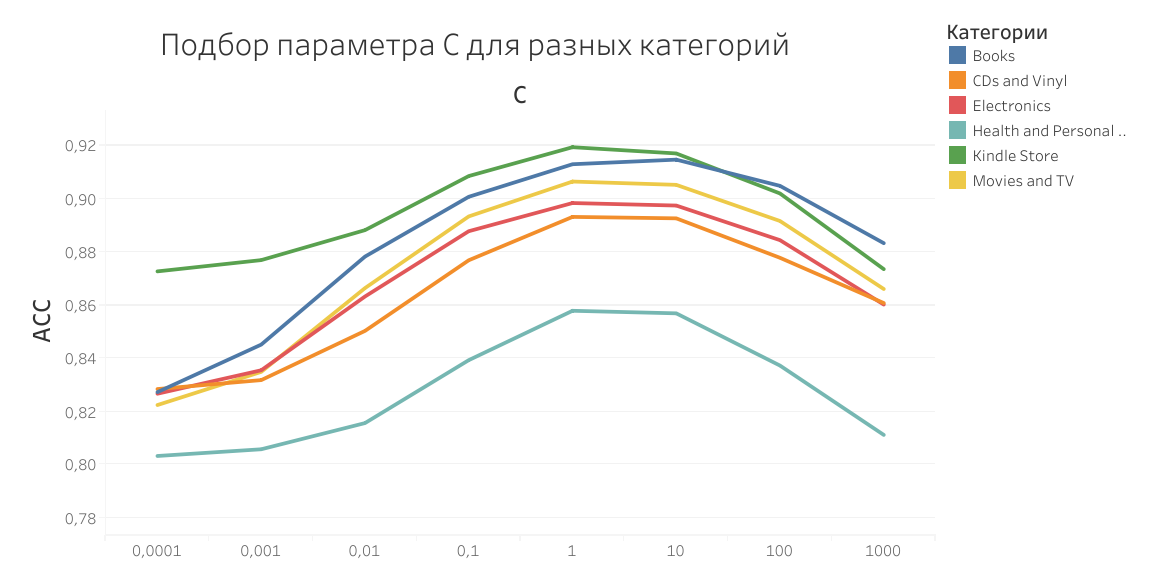 Подбор параметра C для разных категорий
C
Категории
Books
CDs and Vinyl
Electronics
Health and Personal ..
Kindle Store
Movies and TV
ACC
0,92
0,90
0,88
0,86
0,84
0,82
0,80
0,78
0,0001 0,001 0,01 0,1 1 10 100 1000